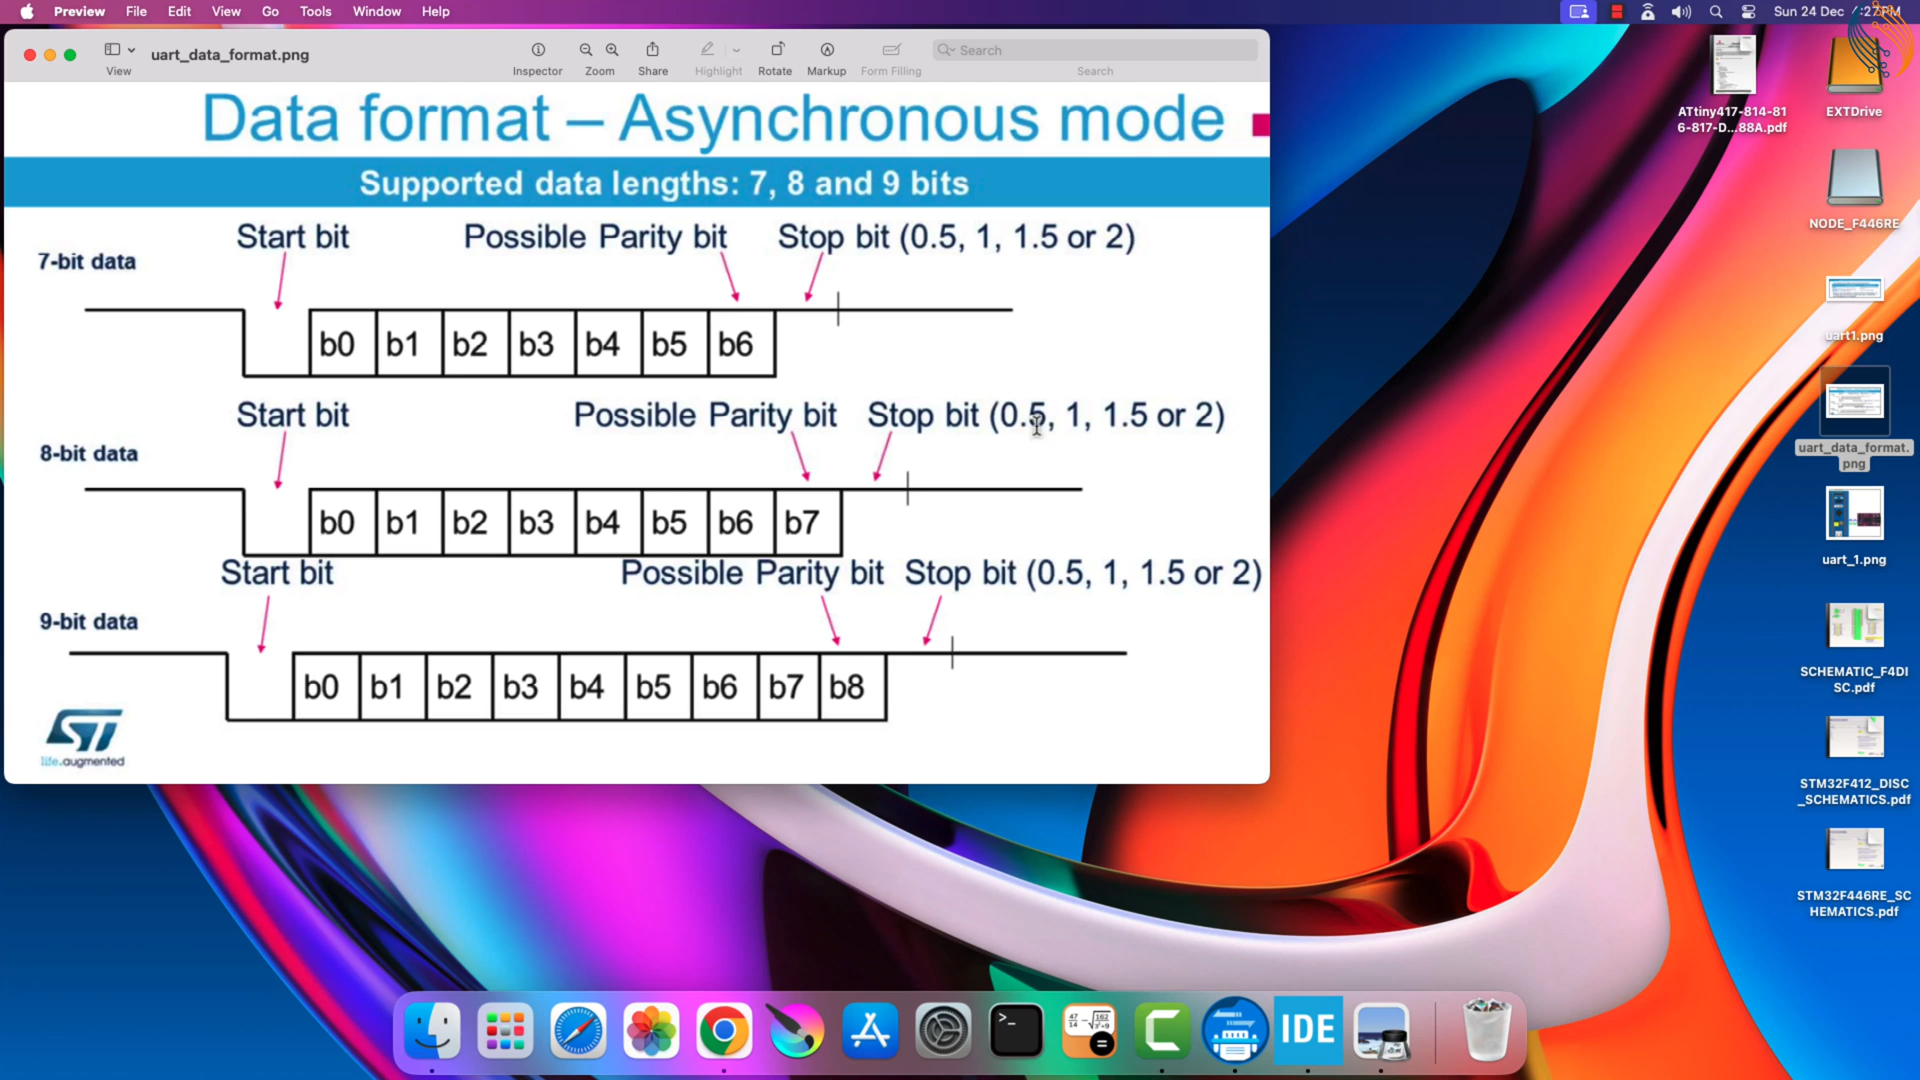 Preview File Edit View Go Tools Window Help
Sun 24 Dec
uart_data_format.png
View
Inspector Zoom Share Highlight Rotate Markup Form Filling
Search
Search
Data format – Asynchronous mode
Supported data lengths: 7, 8 and 9 bits
Start bit Possible Parity bit Stop bit (0.5, 1, 1.5 or 2)
7-bit data
b0 b1 b2 b3 b4 b5 b6
Start bit Possible Parity bit Stop bit (0.5, 1, 1.5 or 2)
8-bit data
b0 b1 b2 b3 b4 b5 b6 b7
Start bit Possible Parity bit Stop bit (0.5, 1, 1.5 or 2)
9-bit data
b0 b1 b2 b3 b4 b5 b6 b7 b8
ST
life.augmented
ATtiny417-814-81
6-817-D...88A.pdf
EXTDrive
NODE_F446RE
uart1.png
uart_data_format.
png
uart_1.png
SCHEMATIC_F4DI
SC.pdf
STM32F412_DISC
_SCHEMATICS.pdf
STM32F446RE_SC
HEMATICS.pdf
IDE